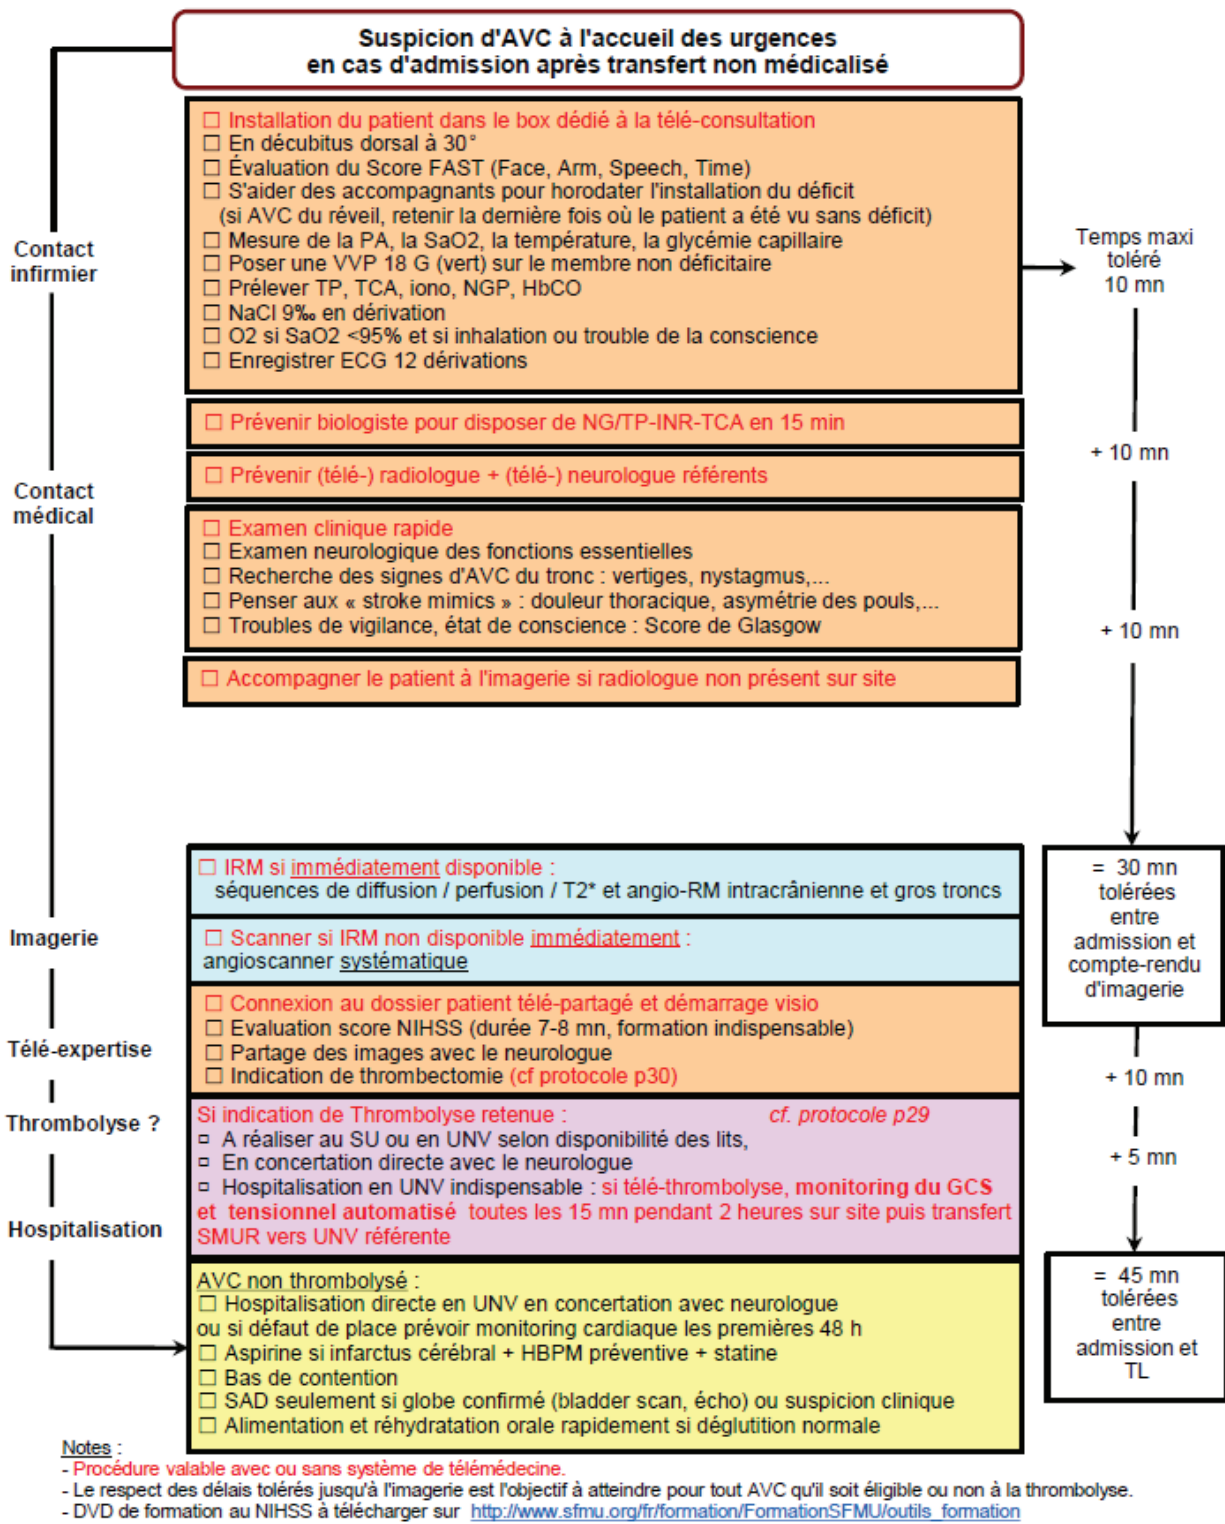 Suspicion d'AVC à l'accueil des urgences
en cas d'admission après transfert non médicalisé
Contact
infirmier
☐ Installation du patient dans le box dédié à la télé-consultation
☐ En décubitus dorsal à 30°
☐ Évaluation du Score FAST (Face, Arm, Speech, Time)
☐ S'aider des accompagnants pour horodater l'installation du déficit
(si AVC du réveil, retenir la dernière fois où le patient a été vu sans déficit)
☐ Mesure de la PA, la SaO2, la température, la glycémie capillaire
☐ Poser une VVP 18 G (vert) sur le membre non déficitaire
☐ Prélever TP, TCA, iono, NGP, HbCO
☐ NaCl 9‰ en dérivation
☐ O2 si SaO2 <95% et si inhalation ou trouble de la conscience
☐ Enregistrer ECG 12 dérivations
Temps maxi
toléré
10 mn
☐ Prévenir biologiste pour disposer de NG/TP-INR-TCA en 15 min
+ 10 mn
Contact
médical
☐ Prévenir (télé-) radiologue + (télé-) neurologue référents
☐ Examen clinique rapide
☐ Examen neurologique des fonctions essentielles
☐ Recherche des signes d'AVC du tronc : vertiges, nystagmus,...
☐ Penser aux « stroke mimics » : douleur thoracique, asymétrie des pouls,...
☐ Troubles de vigilance, état de conscience : Score de Glasgow
+ 10 mn
☐ Accompagner le patient à l'imagerie si radiologue non présent sur site
Imagerie
☐ IRM si immédiatement disponible :
séquences de diffusion / perfusion / T2* et angio-RM intracrânienne et gros troncs
☐ Scanner si IRM non disponible immédiatement :
angioscanner systématique
= 30 mn
tolérées
entre
admission et
compte-rendu
d'imagerie
Télé-expertise
☐ Connexion au dossier patient télé-partagé et démarrage visio
☐ Evaluation score NIHSS (durée 7-8 mn, formation indispensable)
☐ Partage des images avec le neurologue
☐ Indication de thrombectomie (cf protocole p30)
+ 10 mn
Thrombolyse ?
Si indication de Thrombolyse retenue : cf. protocole p29
▫ A réaliser au SU ou en UNV selon disponibilité des lits,
▫ En concertation directe avec le neurologue
▫ Hospitalisation en UNV indispensable : si télé-thrombolyse, monitoring du GCS
et tensionnel automatisé toutes les 15 mn pendant 2 heures sur site puis transfert
SMUR vers UNV référente
+ 5 mn
Hospitalisation
AVC non thrombolysé :
☐ Hospitalisation directe en UNV en concertation avec neurologue
ou si défaut de place prévoir monitoring cardiaque les premières 48 h
☐ Aspirine si infarctus cérébral + HBPM préventive + statine
☐ Bas de contention
☐ SAD seulement si globe confirmé (bladder scan, écho) ou suspicion clinique
☐ Alimentation et réhydratation orale rapidement si déglutition normale
= 45 mn
tolérées
entre
admission et
TL
Notes :
- Procédure valable avec ou sans système de télémédecine.
- Le respect des délais tolérés jusqu'à l'imagerie est l'objectif à atteindre pour tout AVC qu'il soit éligible ou non à la thrombolyse.
- DVD de formation au NIHSS à télécharger sur http://www.sfmu.org/fr/formation/FormationSFMU/outils_formation